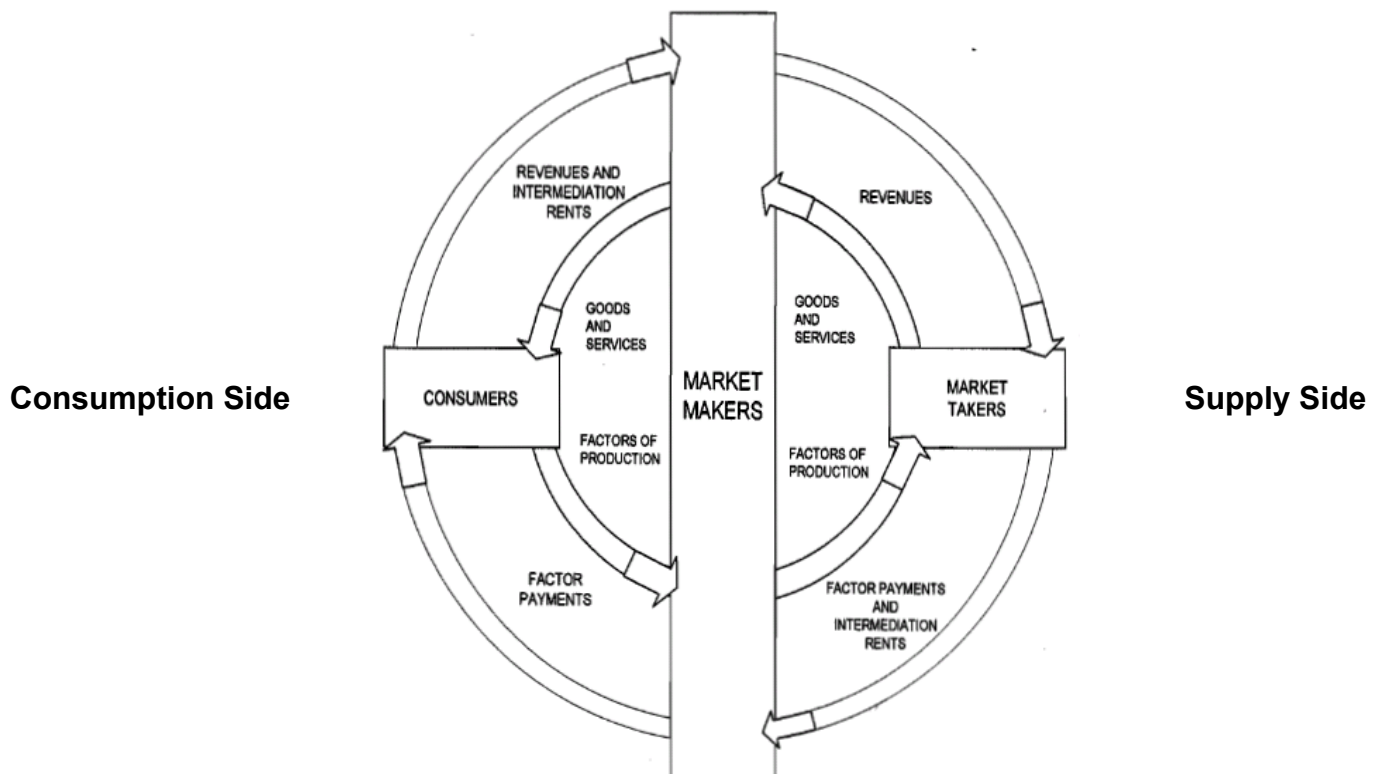 REVENUES AND
INTERMEDIATION
RENTS
REVENUES
GOODS
AND
SERVICES
GOODS
AND
SERVICES
Consumption Side
CONSUMERS
MARKET
MAKERS
MARKET
TAKERS
Supply Side
FACTORS OF
PRODUCTION
FACTORS OF
PRODUCTION
FACTOR
PAYMENTS
FACTOR PAYMENTS
AND
INTERMEDIATION
RENTS